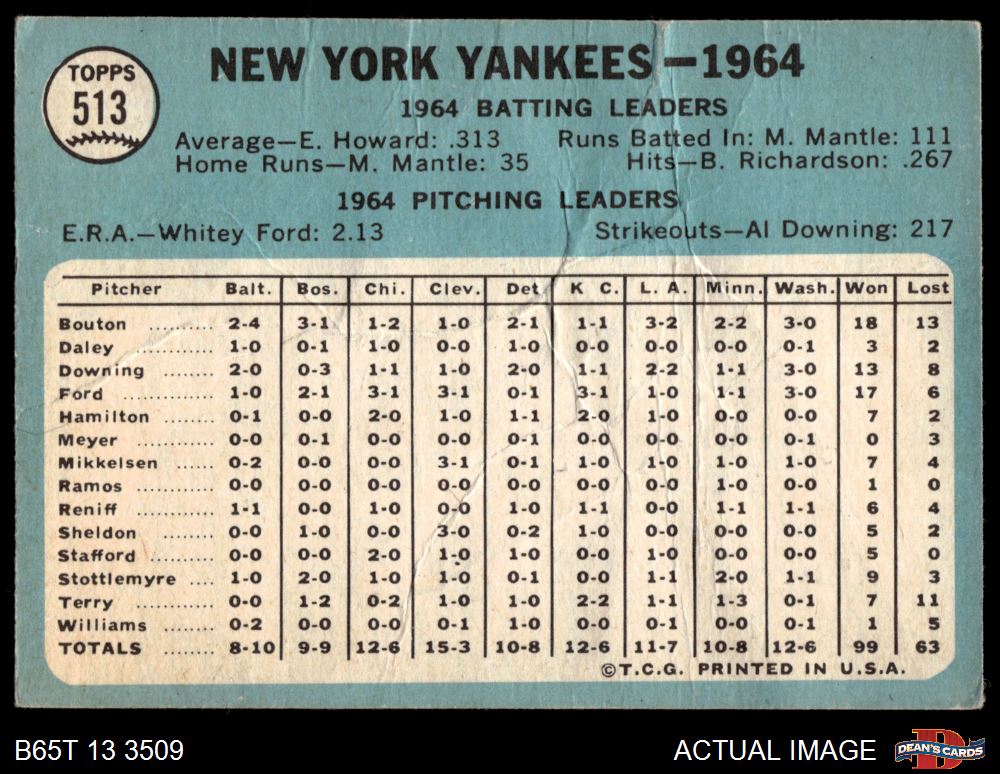 TOPPS
513
NEW YORK YANKEES—1964
1964 BATTING LEADERS
Average—E. Howard: .313 Runs Batted In: M. Mantle: 111
Home Runs—M. Mantle: 35 Hits—B. Richardson: .267
1964 PITCHING LEADERS
E.R.A.—Whitey Ford: 2.13 Strikeouts—Al Downing: 217
Pitcher Balt. Bos. Chi. Clev. Det. K C. L. A. Minn. Wash. Won Lost
Bouton .......... 2-4 3-1 1-2 1-0 2-1 1-1 3-2 2-2 3-0 18 13
Daley ............ 1-0 0-1 1-0 0-0 1-0 0-0 0-0 0-0 0-1 3 2
Downing ........ 2-0 0-3 1-1 1-0 2-0 1-1 2-2 1-1 3-0 13 8
Ford ............. 1-0 2-1 3-1 3-1 0-1 3-1 1-0 1-1 3-0 17 6
Hamilton ....... 0-1 0-0 2-0 1-0 1-1 2-0 1-0 0-0 0-0 7 2
Meyer ............ 0-0 0-1 0-0 0-0 0-1 0-0 0-0 0-0 0-1 0 3
Mikkelsen ...... 0-2 0-0 0-0 3-1 0-1 1-0 1-0 1-0 1-0 7 4
Ramos ............ 0-0 0-0 0-0 1-0 0-0 0-0 0-0 0-0 0-0 1 0
Reniff ........... 1-1 0-0 1-0 0-0 1-0 1-1 0-0 1-1 1-1 6 4
Sheldon ......... 0-0 1-0 0-0 3-0 0-2 1-0 0-0 0-0 0-0 5 2
Stafford ......... 0-0 0-0 2-0 1-0 1-0 0-0 1-0 0-0 0-0 5 0
Stottlemyre .... 1-0 2-0 1-0 1-0 0-1 0-0 1-1 2-0 1-1 9 3
Terry ............ 0-0 1-2 0-2 1-0 1-0 2-2 1-1 1-3 0-1 7 11
Williams ........ 0-2 0-0 0-0 0-1 1-0 0-0 0-1 0-0 0-1 1 5
TOTALS ........ 8-10 9-9 12-6 15-3 10-8 12-6 11-7 10-8 12-6 99 63
©T.C.G. PRINTED IN U.S.A.
B65T 13 3509 ACTUAL IMAGE DEAN'S CARDS